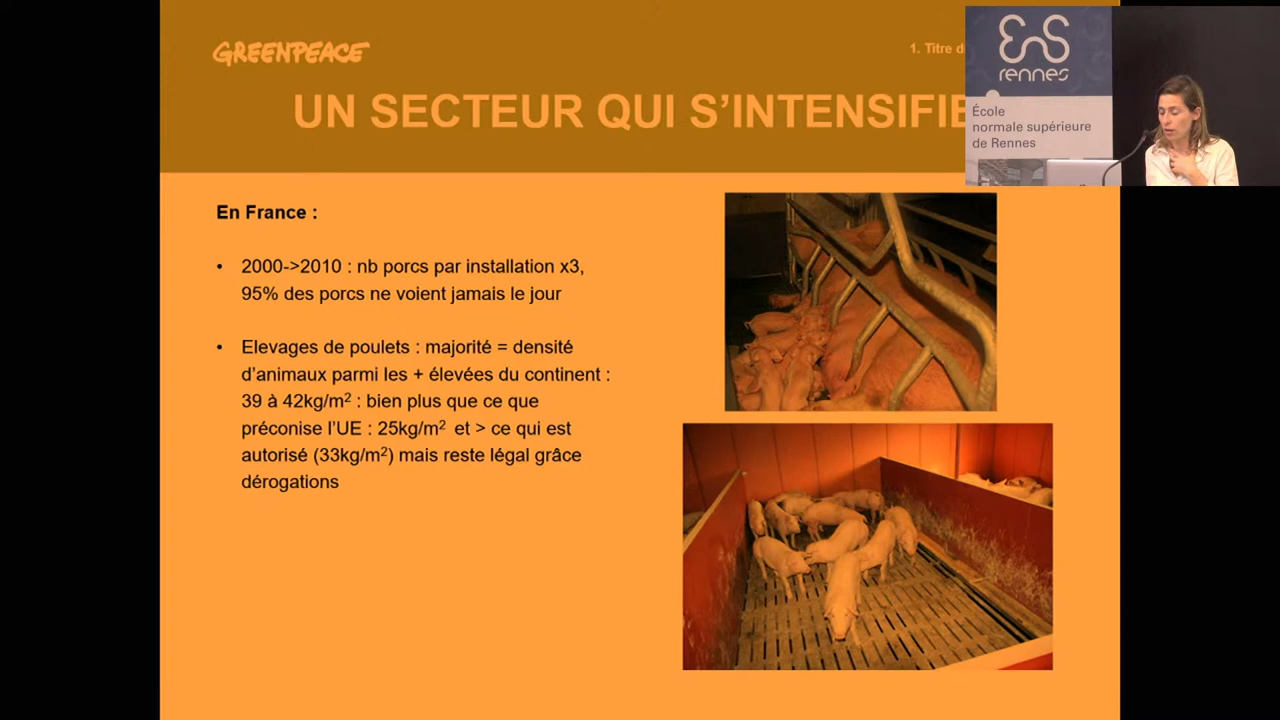 GREENPEACE
1. Titre
UN SECTEUR QUI S’INTENSIFIE
ENS
rennes
École
normale supérieure
de Rennes
En France :
• 2000->2010 : nb porcs par installation x3,
95% des porcs ne voient jamais le jour
• Elevages de poulets : majorité = densité
d’animaux parmi les + élevées du continent :
39 à 42kg/m² : bien plus que ce que
préconise l’UE : 25kg/m² et > ce qui est
autorisé (33kg/m²) mais reste légal grâce
dérogations